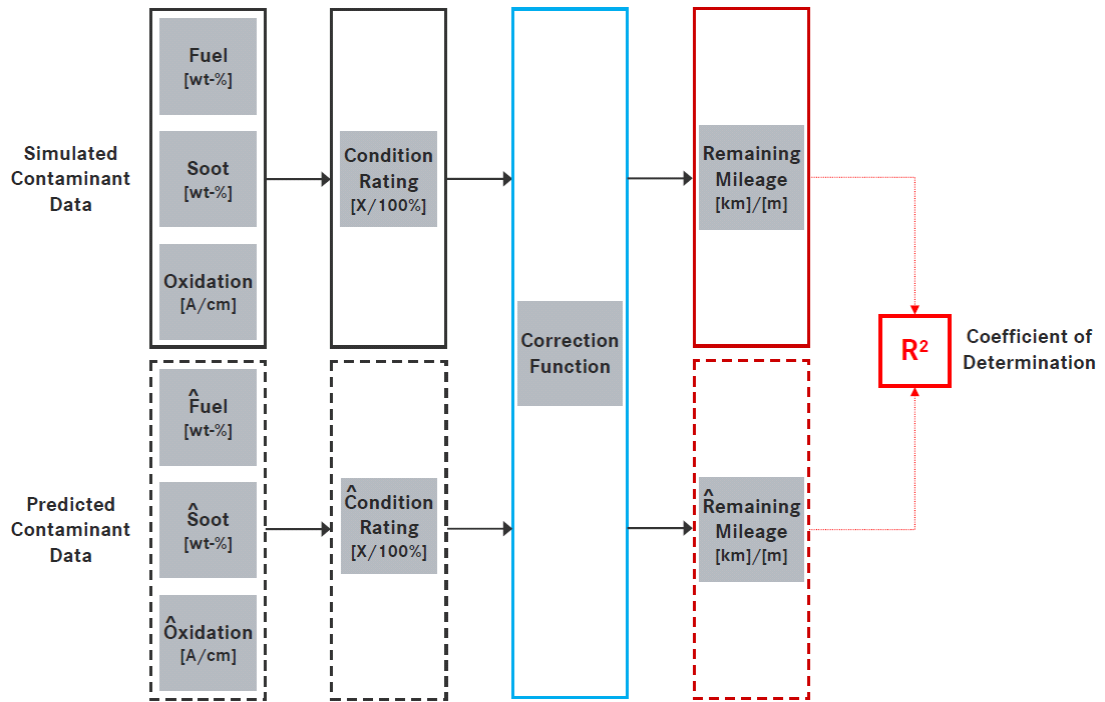 Simulated
Contaminant
Data
Fuel
[wt-%]
Soot
[wt-%]
Oxidation
[A/cm]
Condition
Rating
[X/100%]
Correction
Function
Remaining
Mileage
[km]/[m]
R²
Coefficient of
Determination
Predicted
Contaminant
Data
F̂uel
[wt-%]
Ŝoot
[wt-%]
Ôxidation
[A/cm]
Ĉondition
Rating
[X/100%]
R̂emaining
Mileage
[km]/[m]